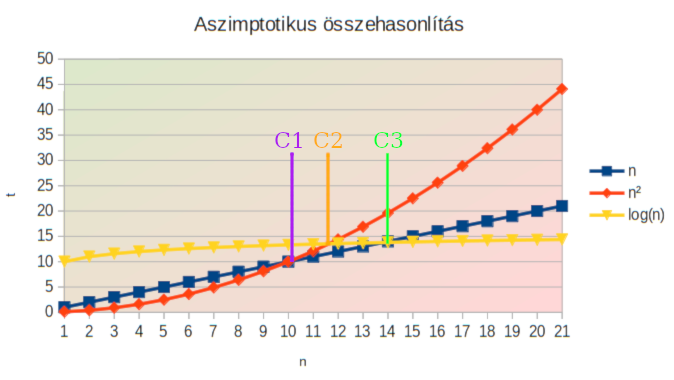 Aszimptotikus összehasonlítás
50
45
40
35
30
25
20
15
10
5
0
t
C1 C2 C3
1 2 3 4 5 6 7 8 9 10 11 12 13 14 15 16 17 18 19 20 21
n
n
n²
log(n)